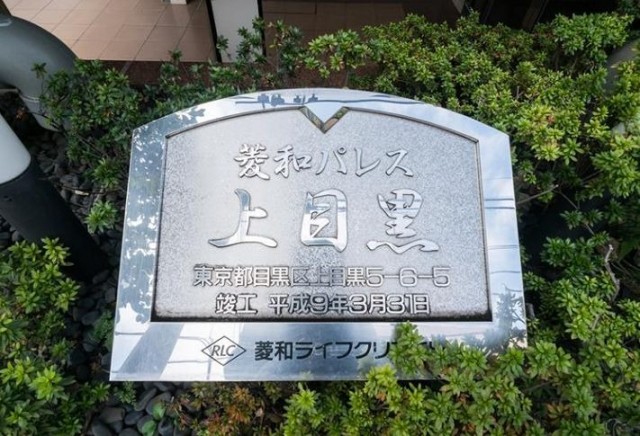 菱和パレス
上目黒
東京都目黒区上目黒5-6-5
竣工 平成9年3月31日
RLC 菱和ライフクリ